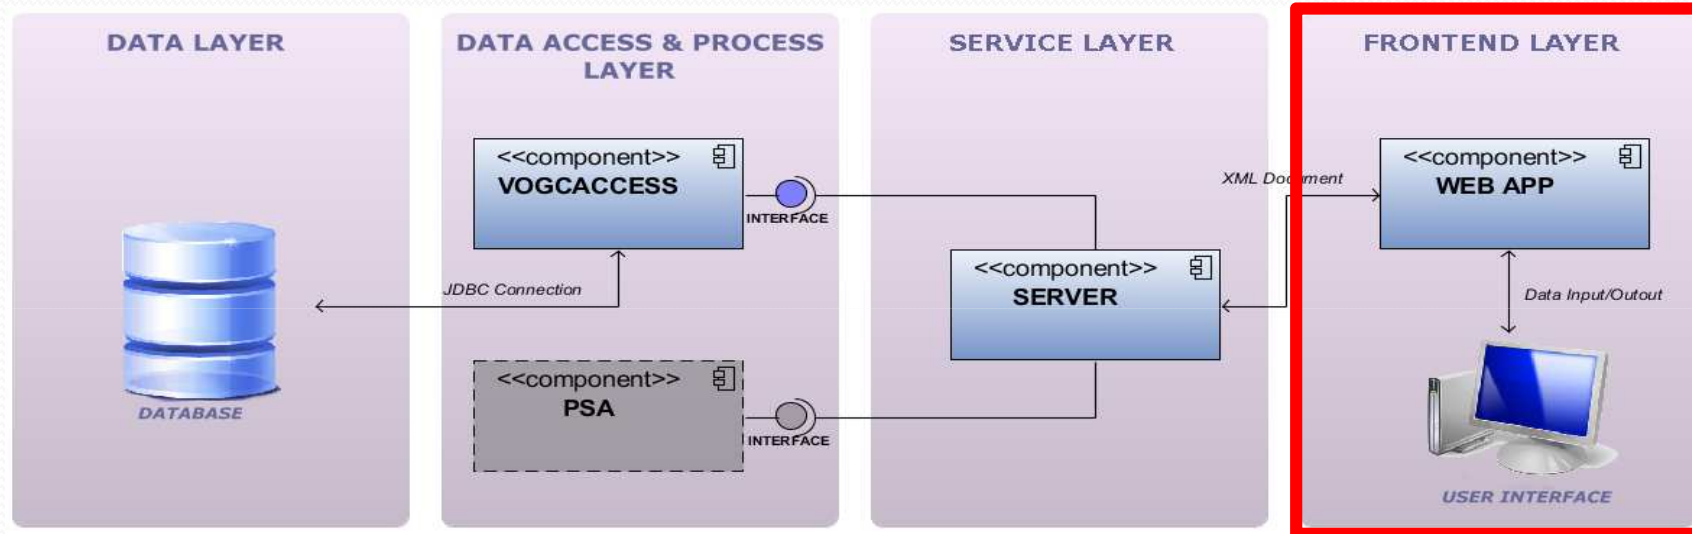 DATA LAYER
DATABASE
JDBC Connection
DATA ACCESS & PROCESS
LAYER
<<component>>
VOGCACCESS
INTERFACE
<<component>>
PSA
INTERFACE
SERVICE LAYER
<<component>>
SERVER
XML Document
FRONTEND LAYER
<<component>>
WEB APP
Data Input/Outout
USER INTERFACE